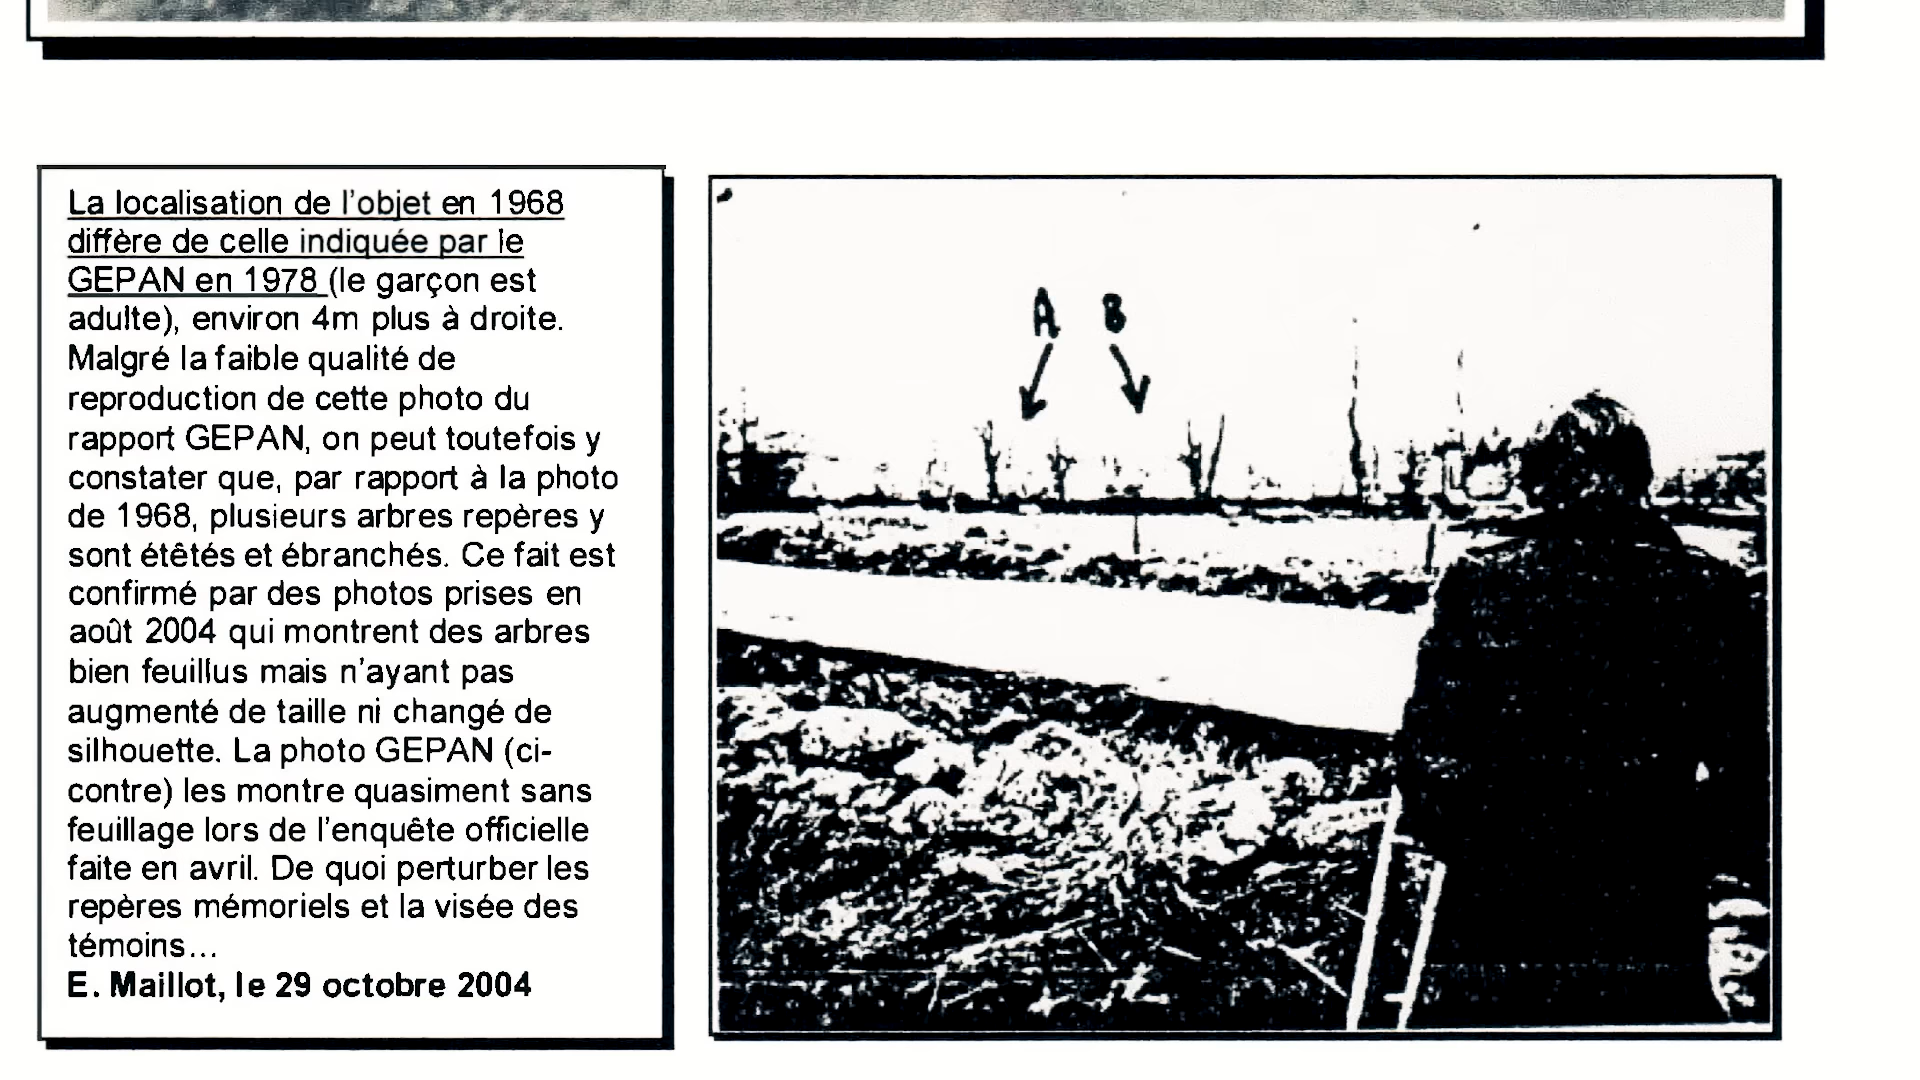 La localisation de l'objet en 1968
diffère de celle indiquée par le
GEPAN en 1978 (le garçon est
adulte), environ 4m plus à droite.
Malgré la faible qualité de
reproduction de cette photo du
rapport GEPAN, on peut toutefois y
constater que, par rapport à la photo
de 1968, plusieurs arbres repères y
sont étêtés et ébranchés. Ce fait est
confirmé par des photos prises en
août 2004 qui montrent des arbres
bien feuillus mais n'ayant pas
augmenté de taille ni changé de
silhouette. La photo GEPAN (ci-
contre) les montre quasiment sans
feuillage lors de l'enquête officielle
faite en avril. De quoi perturber les
repères mémoriels et la visée des
témoins...
E. Maillot, le 29 octobre 2004
A B